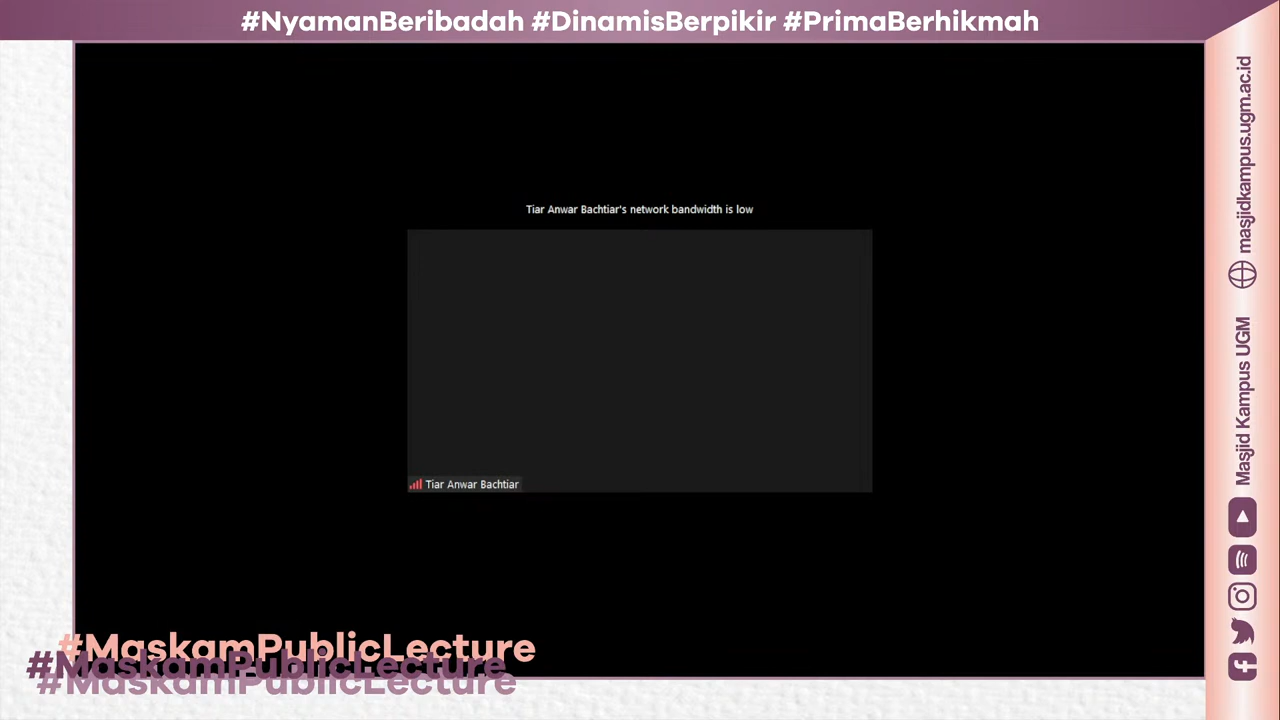 #NyamanBeribadah #DinamisBerpikir #PrimaBerhikmah
Tiar Anwar Bachtiar's network bandwidth is low
Tiar Anwar Bachtiar
#MaskamPublicLecture
#MaskamPublicLecture
#MaskamPublicLecture
masjidkampus.ugm.ac.id
Masjid Kampus UGM